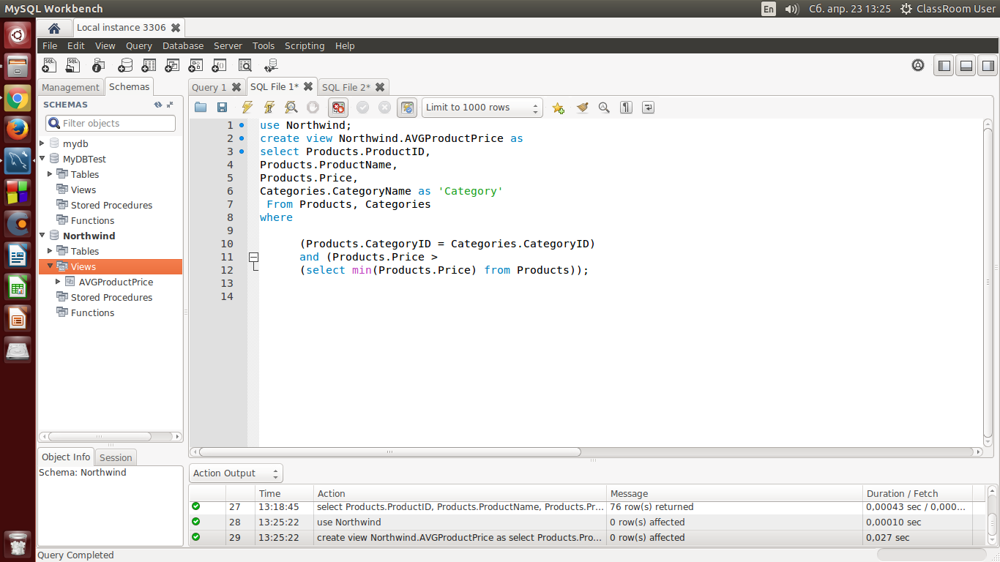 MySQL Workbench
En
Сб. апр. 23 13:25
ClassRoom User
Local instance 3306
File Edit View Query Database Server Tools Scripting Help
Management
Schemas
SCHEMAS
Filter objects
mydb
MyDBTest
Tables
Views
Stored Procedures
Functions
Northwind
Tables
Views
AVGProductPrice
Stored Procedures
Functions
Object Info
Session
Schema: Northwind
Query 1
SQL File 1*
SQL File 2*
Limit to 1000 rows
1 use Northwind;
2 create view Northwind.AVGProductPrice as
3 select Products.ProductID,
4 Products.ProductName,
5 Products.Price,
6 Categories.CategoryName as 'Category'
7 From Products, Categories
8 where
9
10 (Products.CategoryID = Categories.CategoryID)
11 and (Products.Price >
12 (select min(Products.Price) from Products));
13
14
Action Output
Time Action Message Duration / Fetch
27 13:18:45 select Products.ProductID, Products.ProductName, Products.Pr... 76 row(s) returned 0,00043 sec / 0,000...
28 13:25:22 use Northwind 0 row(s) affected 0,00010 sec
29 13:25:22 create view Northwind.AVGProductPrice as select Products.Pro... 0 row(s) affected 0,027 sec
Query Completed